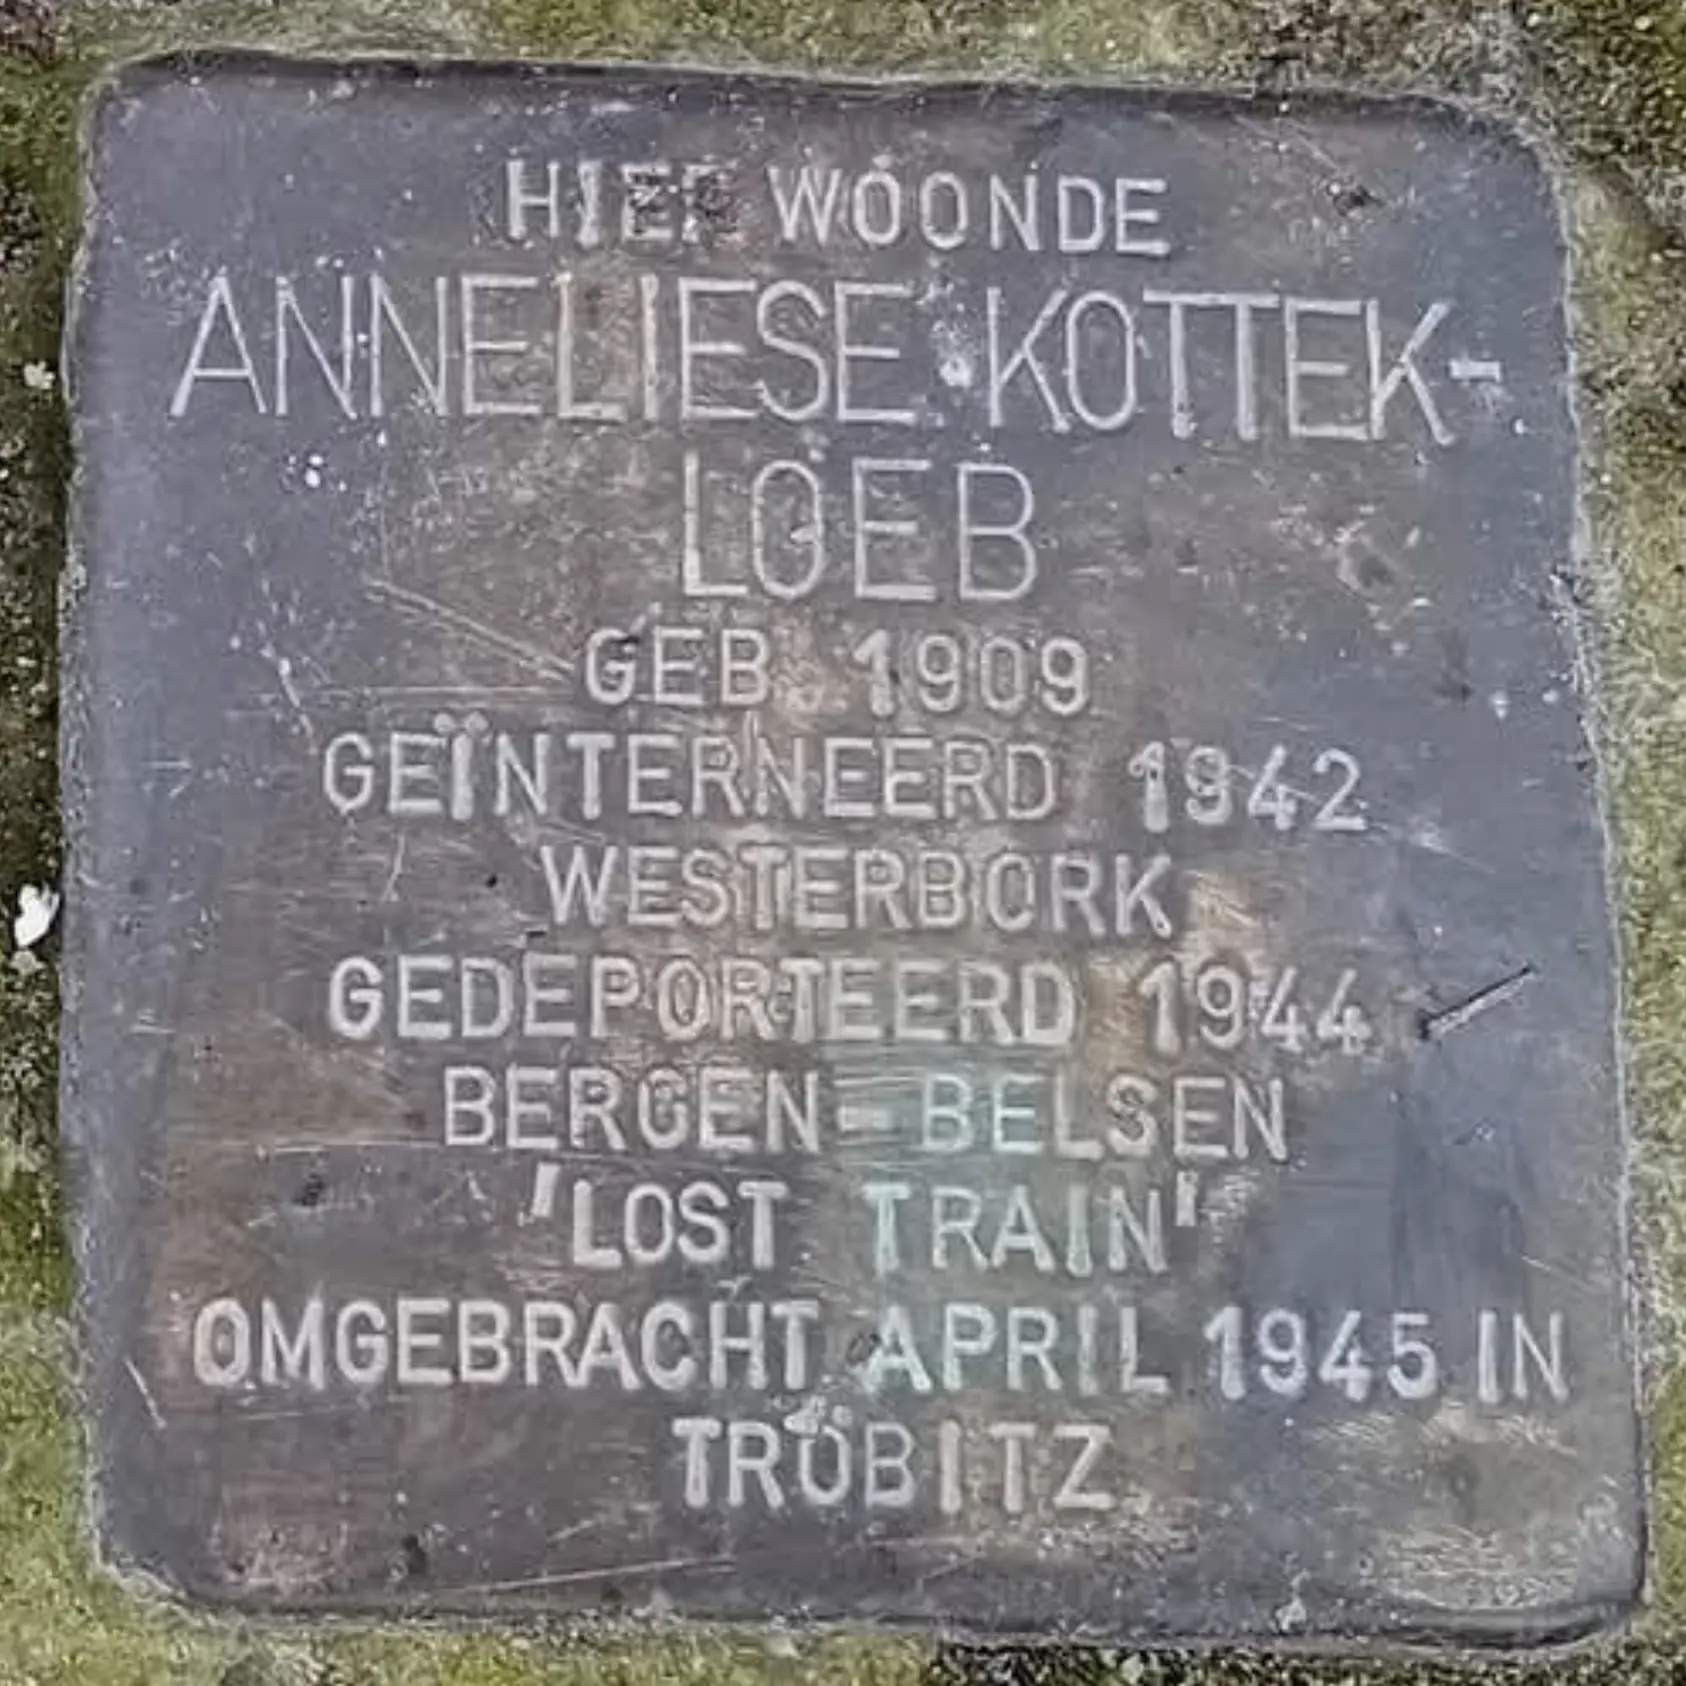 HIER WOONDE
ANNELIESE KOTTEK-
LOEB
GEB. 1909
GEÏNTERNEERD 1942
WESTERBORK
GEDEPORTEERD 1944
BERGEN-BELSEN
'LOST TRAIN'
OMGEBRACHT APRIL 1945 IN
TRÖBITZ